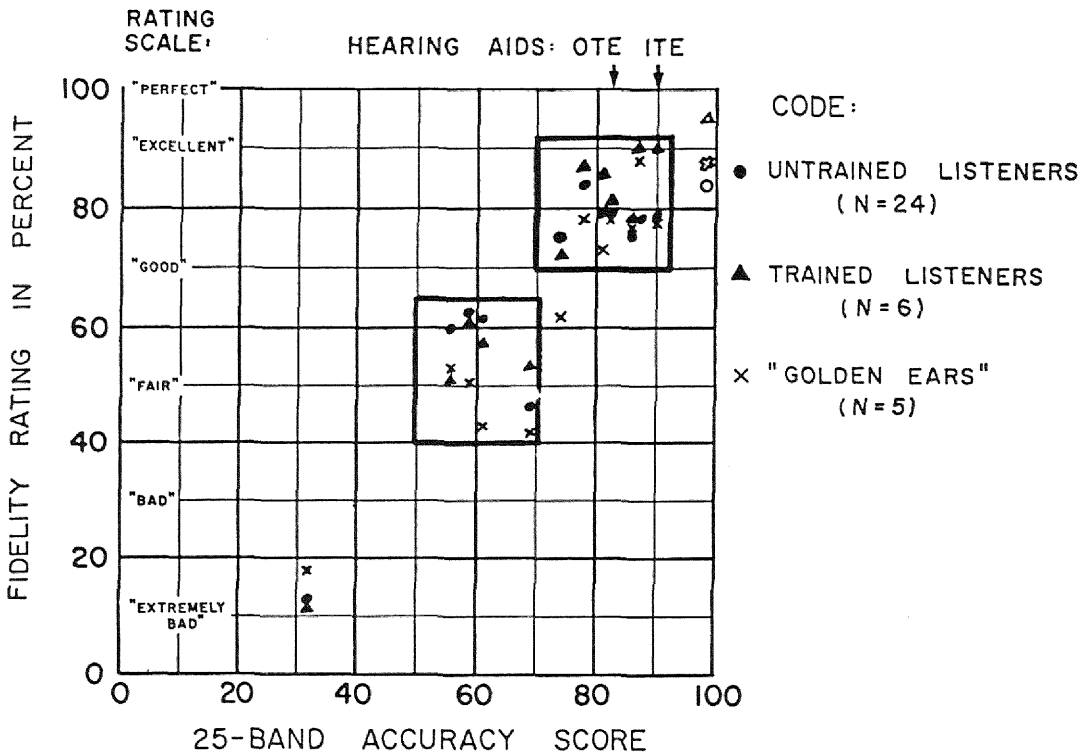 RATING
SCALE:
HEARING AIDS: OTE ITE
100
80
60
40
20
0
"PERFECT"
"EXCELLENT"
"GOOD"
"FAIR"
"BAD"
"EXTREMELY
BAD"
FIDELITY RATING IN PERCENT
0 20 40 60 80 100
25-BAND ACCURACY SCORE
CODE:
UNTRAINED LISTENERS
(N=24)
TRAINED LISTENERS
(N=6)
"GOLDEN EARS"
(N=5)